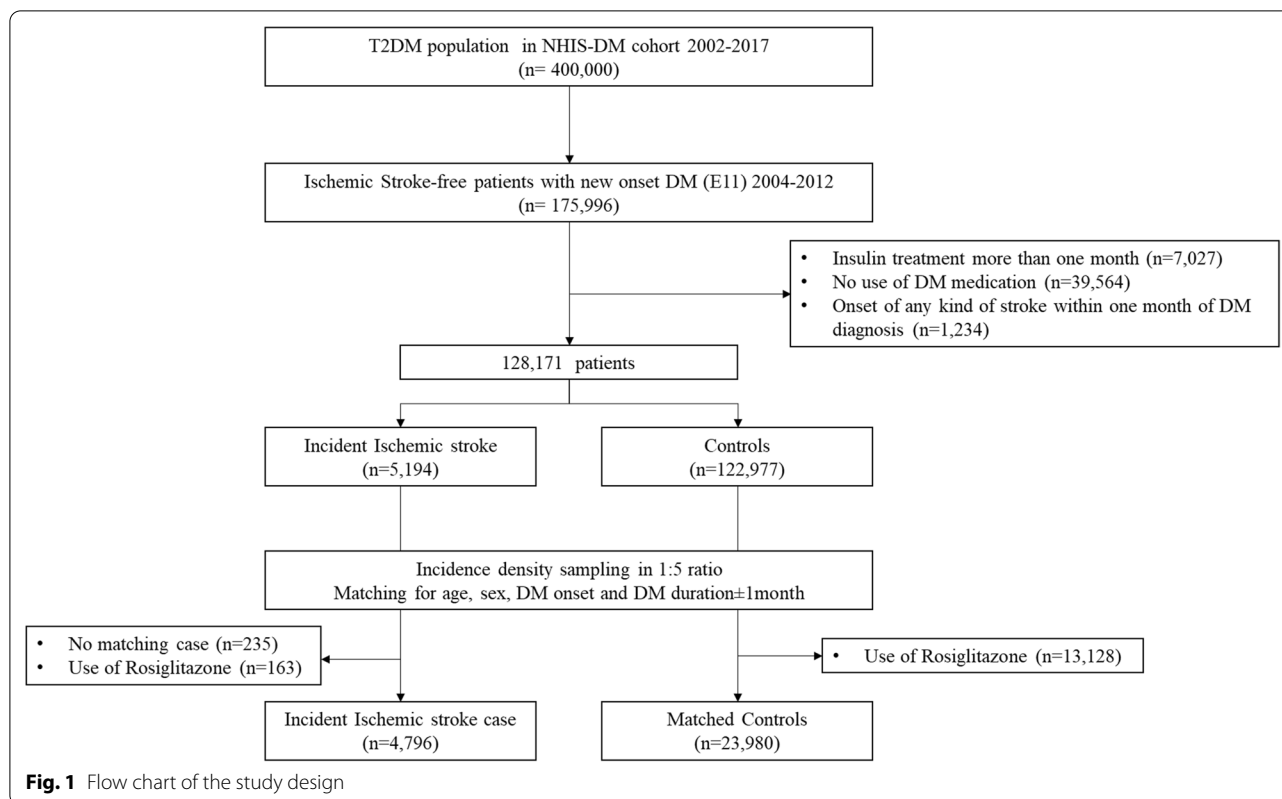 T2DM population in NHIS-DM cohort 2002-2017
(n= 400,000)
Ischemic Stroke-free patients with new onset DM (E11) 2004-2012
(n= 175,996)
• Insulin treatment more than one month (n=7,027)
• No use of DM medication (n=39,564)
• Onset of any kind of stroke within one month of DM
diagnosis (n=1,234)
128,171 patients
Incident Ischemic stroke
(n=5,194)
Controls
(n=122,977)
Incidence density sampling in 1:5 ratio
Matching for age, sex, DM onset and DM duration±1month
• No matching case (n=235)
• Use of Rosiglitazone (n=163)
• Use of Rosiglitazone (n=13,128)
Incident Ischemic stroke case
(n=4,796)
Matched Controls
(n=23,980)
Fig. 1 Flow chart of the study design